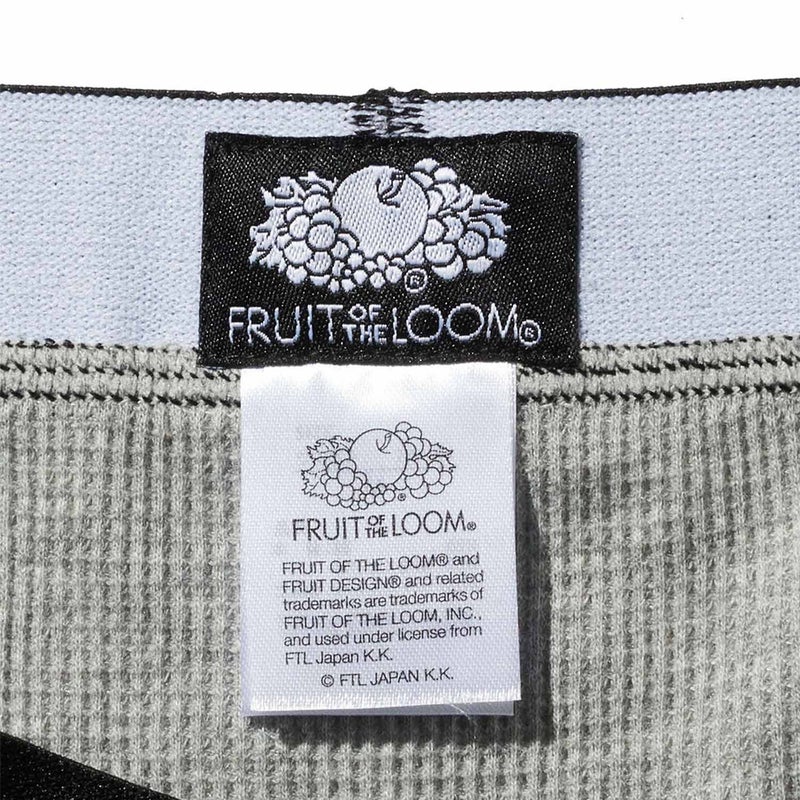 ®
FRUIT OF THE LOOM®
®
FRUIT OF THE LOOM®
FRUIT OF THE LOOM® and
FRUIT DESIGN® and related
trademarks are trademarks of
FRUIT OF THE LOOM, INC.,
and used under license from
FTL Japan K.K.
© FTL JAPAN K.K.